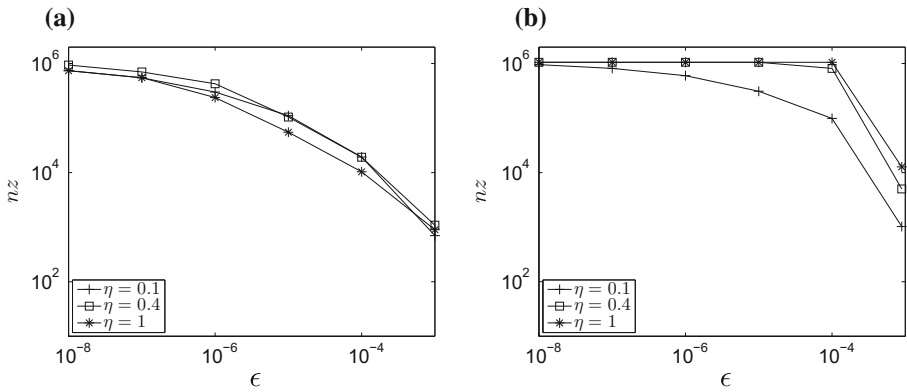 (a)
10^6
10^4
10^2
nz
η = 0.1
η = 0.4
η = 1
10^-8
10^-6
10^-4
ϵ
(b)
10^6
10^4
10^2
nz
η = 0.1
η = 0.4
η = 1
10^-8
10^-6
10^-4
ϵ